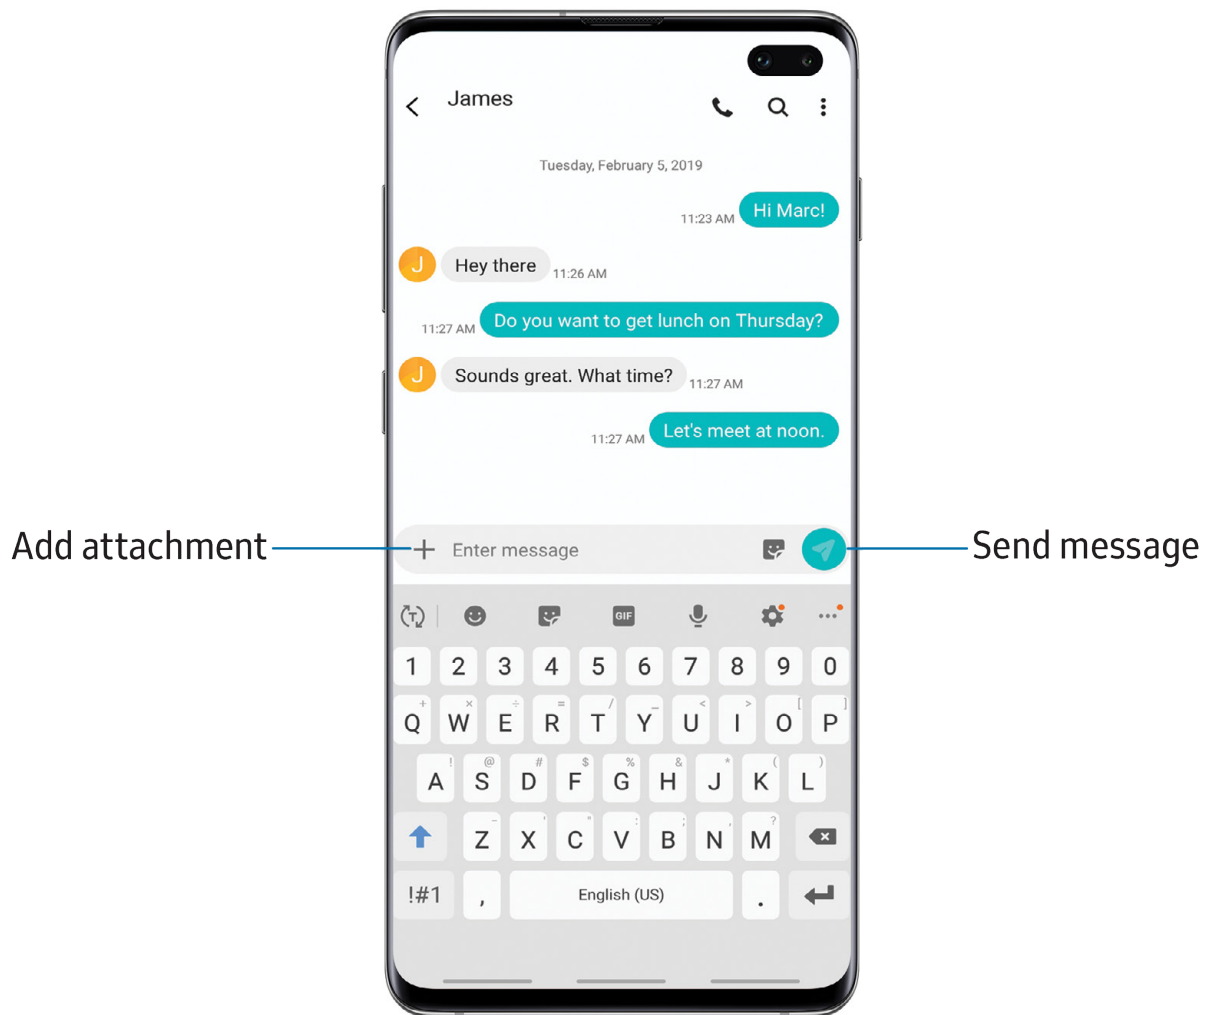 James
Tuesday, February 5, 2019
11:23 AM Hi Marc!
J Hey there 11:26 AM
11:27 AM Do you want to get lunch on Thursday?
J Sounds great. What time? 11:27 AM
11:27 AM Let's meet at noon.
Add attachment + Enter message Send message
T GIF
1 2 3 4 5 6 7 8 9 0
+ × ÷ = / _ < > [ ]
Q W E R T Y U I O P
! @ # $ % & * ( )
A S D F G H J K L
- ' " : ; , ?
Z X C V B N M
!#1 , English (US) .